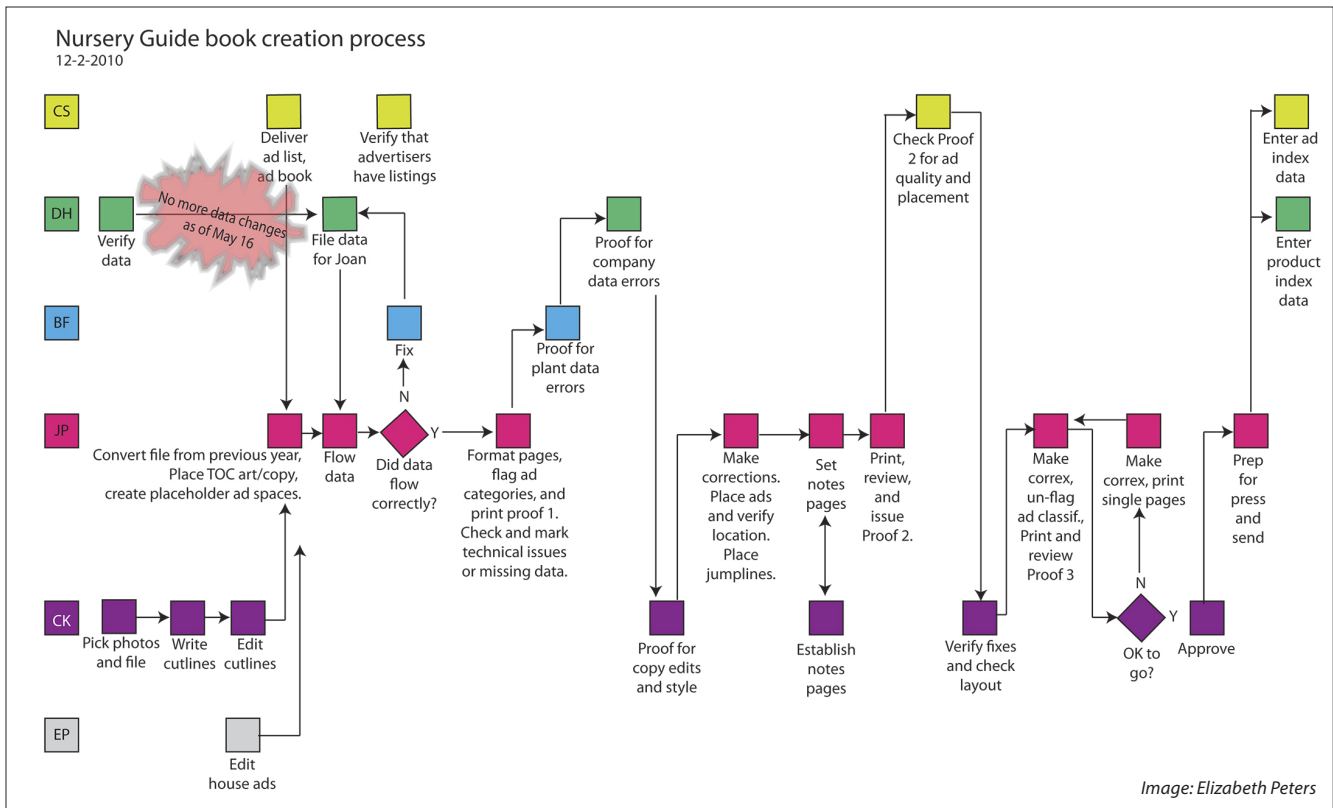 Nursery Guide book creation process
12-2-2010
CS
Deliver
ad list,
ad book
Verify that
advertisers
have listings
Check Proof
2 for ad
quality and
placement
Enter ad
index
data
DH
Verify
data
No more data changes
as of May 16
File data
for Joan
Proof for
company
data errors
Enter
product
index
data
BF
Fix
Proof for
plant data
errors
JP
Convert file from previous year,
Place TOC art/copy,
create placeholder ad spaces.
Flow
data
N
Y
Did data
flow
correctly?
Format pages,
flag ad
categories, and
print proof 1.
Check and mark
technical issues
or missing data.
Make
corrections.
Place ads
and verify
location.
Place
jumplines.
Set
notes
pages
Print,
review,
and
issue
Proof 2.
Make
correx,
un-flag
ad classif.,
Print and
review
Proof 3
Make
correx, print
single pages
Prep
for
press
and
send
CK
Pick photos
and file
Write
cutlines
Edit
cutlines
Proof for
copy edits
and style
Establish
notes
pages
Verify fixes
and check
layout
N
Y
OK to
go?
Approve
EP
Edit
house ads
Image: Elizabeth Peters